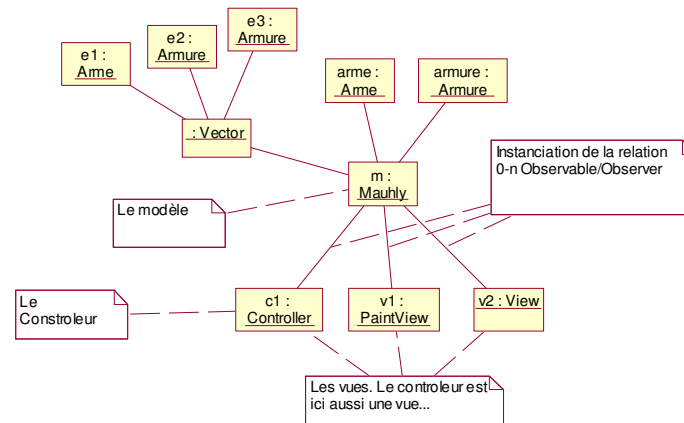 e1 :
Arme
e2 :
Armure
e3 :
Armure
arme :
Arme
armure :
Armure
: Vector
m :
Mauhly
Instanciation de la relation
0-n Observable/Observer
Le modèle
Le
Constroleur
c1 :
Controller
v1 :
PaintView
v2 : View
Les vues. Le controleur est
ici aussi une vue...